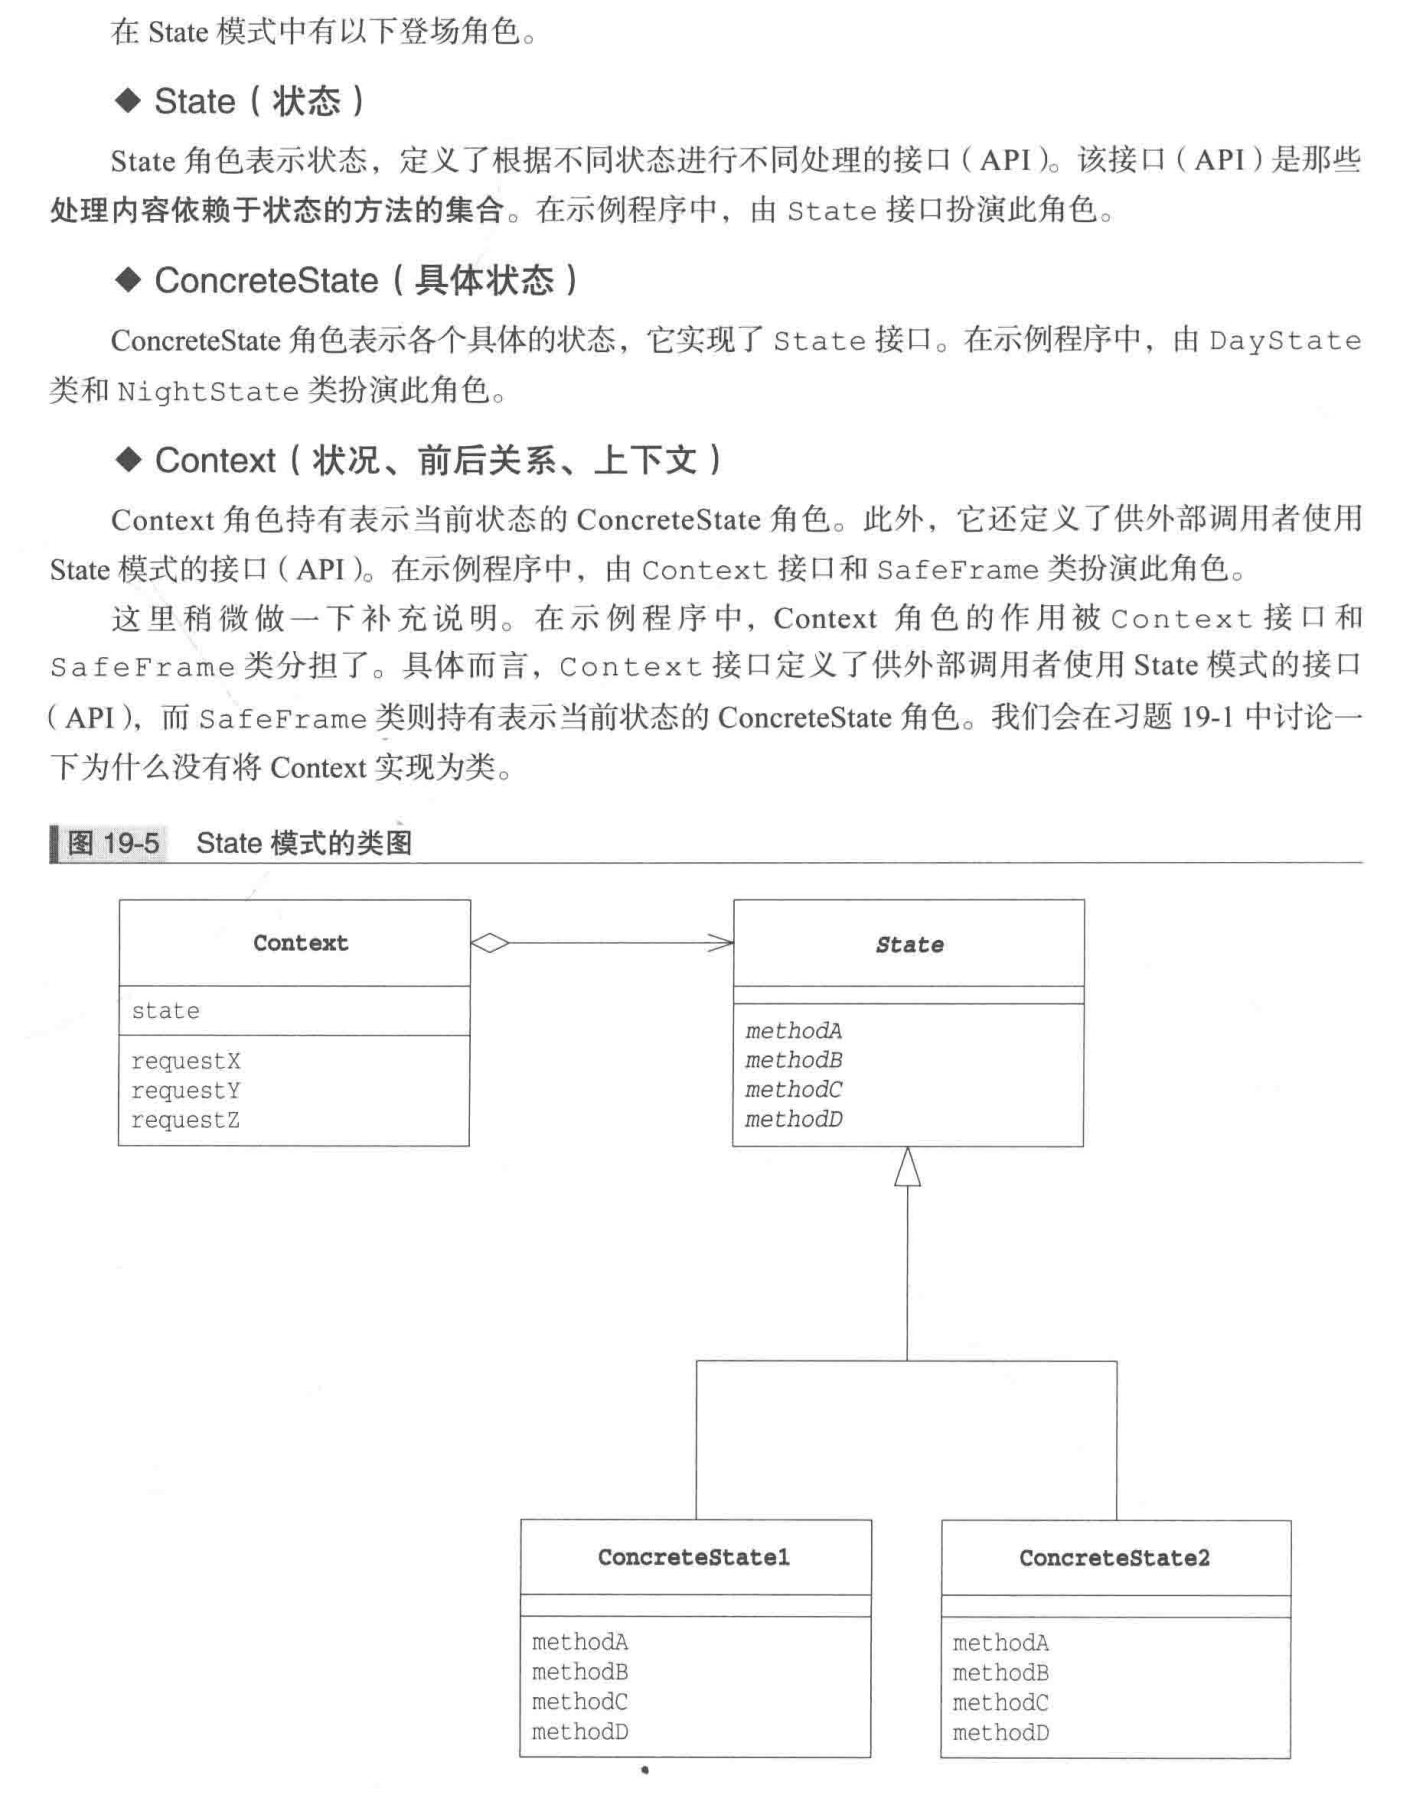 在 State 模式中有以下登场角色。
◆ State（状态）
State 角色表示状态，定义了根据不同状态进行不同处理的接口（API）。该接口（API）是那些
处理内容依赖于状态的方法的集合。在示例程序中，由 State 接口扮演此角色。
◆ ConcreteState（具体状态）
ConcreteState 角色表示各个具体的状态，它实现了 State 接口。在示例程序中，由 DayState
类和 NightState 类扮演此角色。
◆ Context（状况、前后关系、上下文）
Context 角色持有表示当前状态的 ConcreteState 角色。此外，它还定义了供外部调用者使用
State 模式的接口（API）。在示例程序中，由 Context 接口和 SafeFrame 类扮演此角色。
这里稍微做一下补充说明。在示例程序中，Context 角色的作用被 Context 接口和
SafeFrame 类分担了。具体而言，Context 接口定义了供外部调用者使用 State 模式的接口
（API），而 SafeFrame 类则持有表示当前状态的 ConcreteState 角色。我们会在习题 19-1 中讨论一
下为什么没有将 Context 实现为类。
图 19-5 State 模式的类图
Context
state
requestX
requestY
requestZ
State
methodA
methodB
methodC
methodD
ConcreteState1
methodA
methodB
methodC
methodD
ConcreteState2
methodA
methodB
methodC
methodD